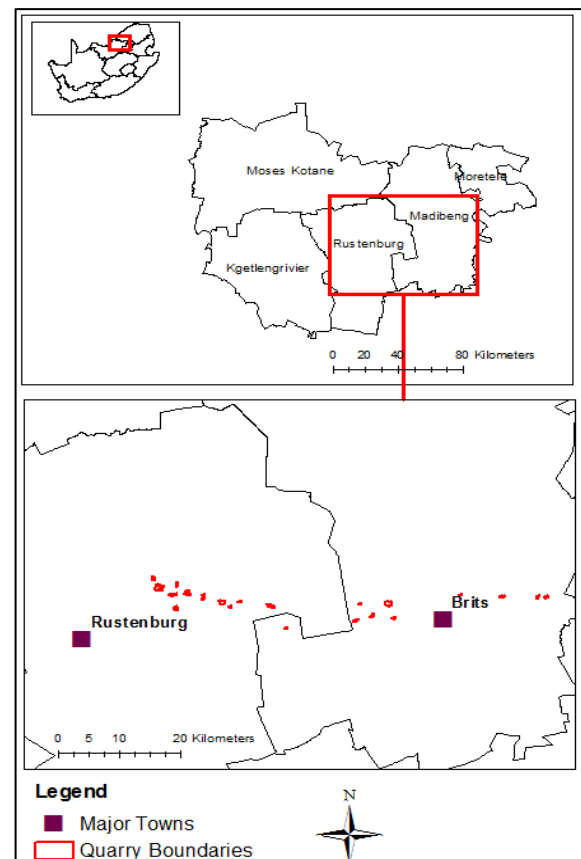 Moses Kotane
Moretele
Madibeng
Rustenburg
Kgetlengrivier
0 20 40 80 Kilometers
Brits
Rustenburg
0 5 10 20 Kilometers
Legend
Major Towns
Quarry Boundaries
N